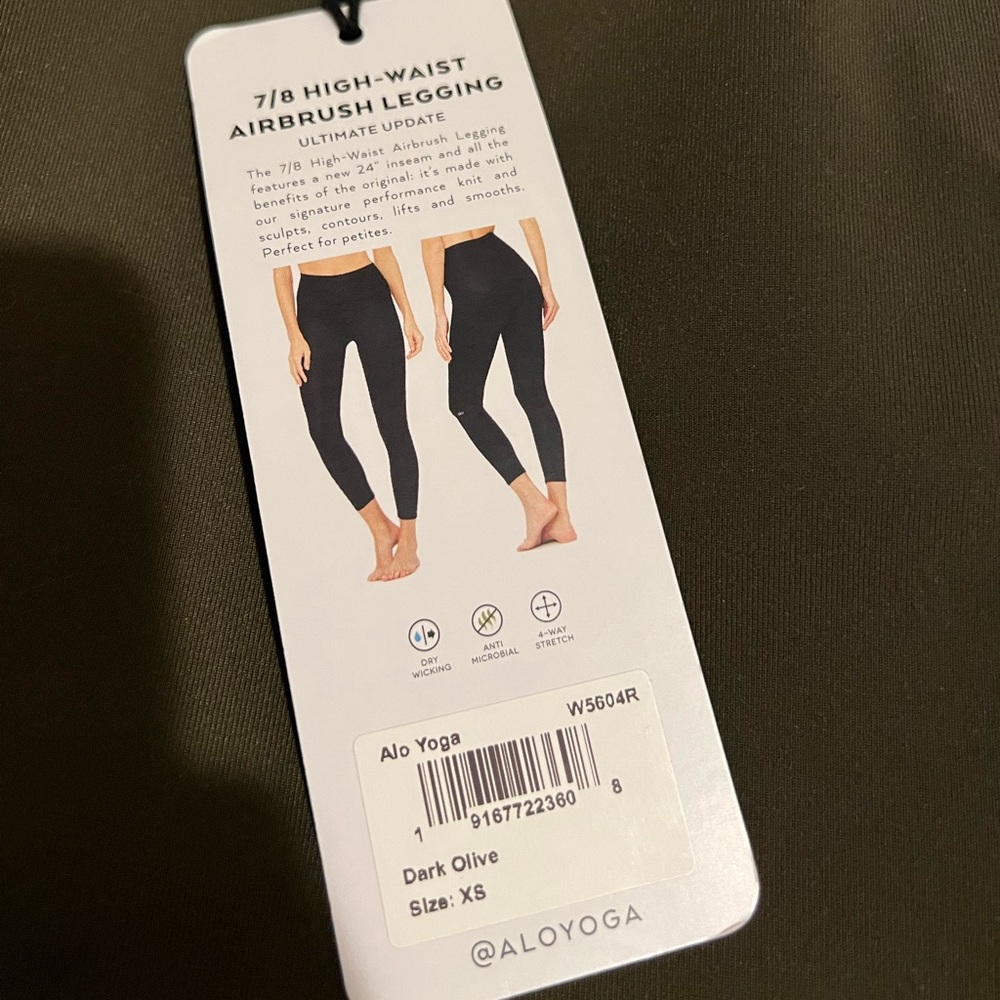 7/8 HIGH-WAIST
AIRBRUSH LEGGING
ULTIMATE UPDATE
The 7/8 High-Waist Airbrush Legging
features a new 24" inseam and all the
benefits of the original: it's made with
our signature performance knit and
sculpts, contours, lifts and smooths.
Perfect for petites.
DRY
WICKING
ANTI
MICROBIAL
4-WAY
STRETCH
W5604R
Alo Yoga
1 9167722360 8
Dark Olive
Size: XS
@ALOYOGA